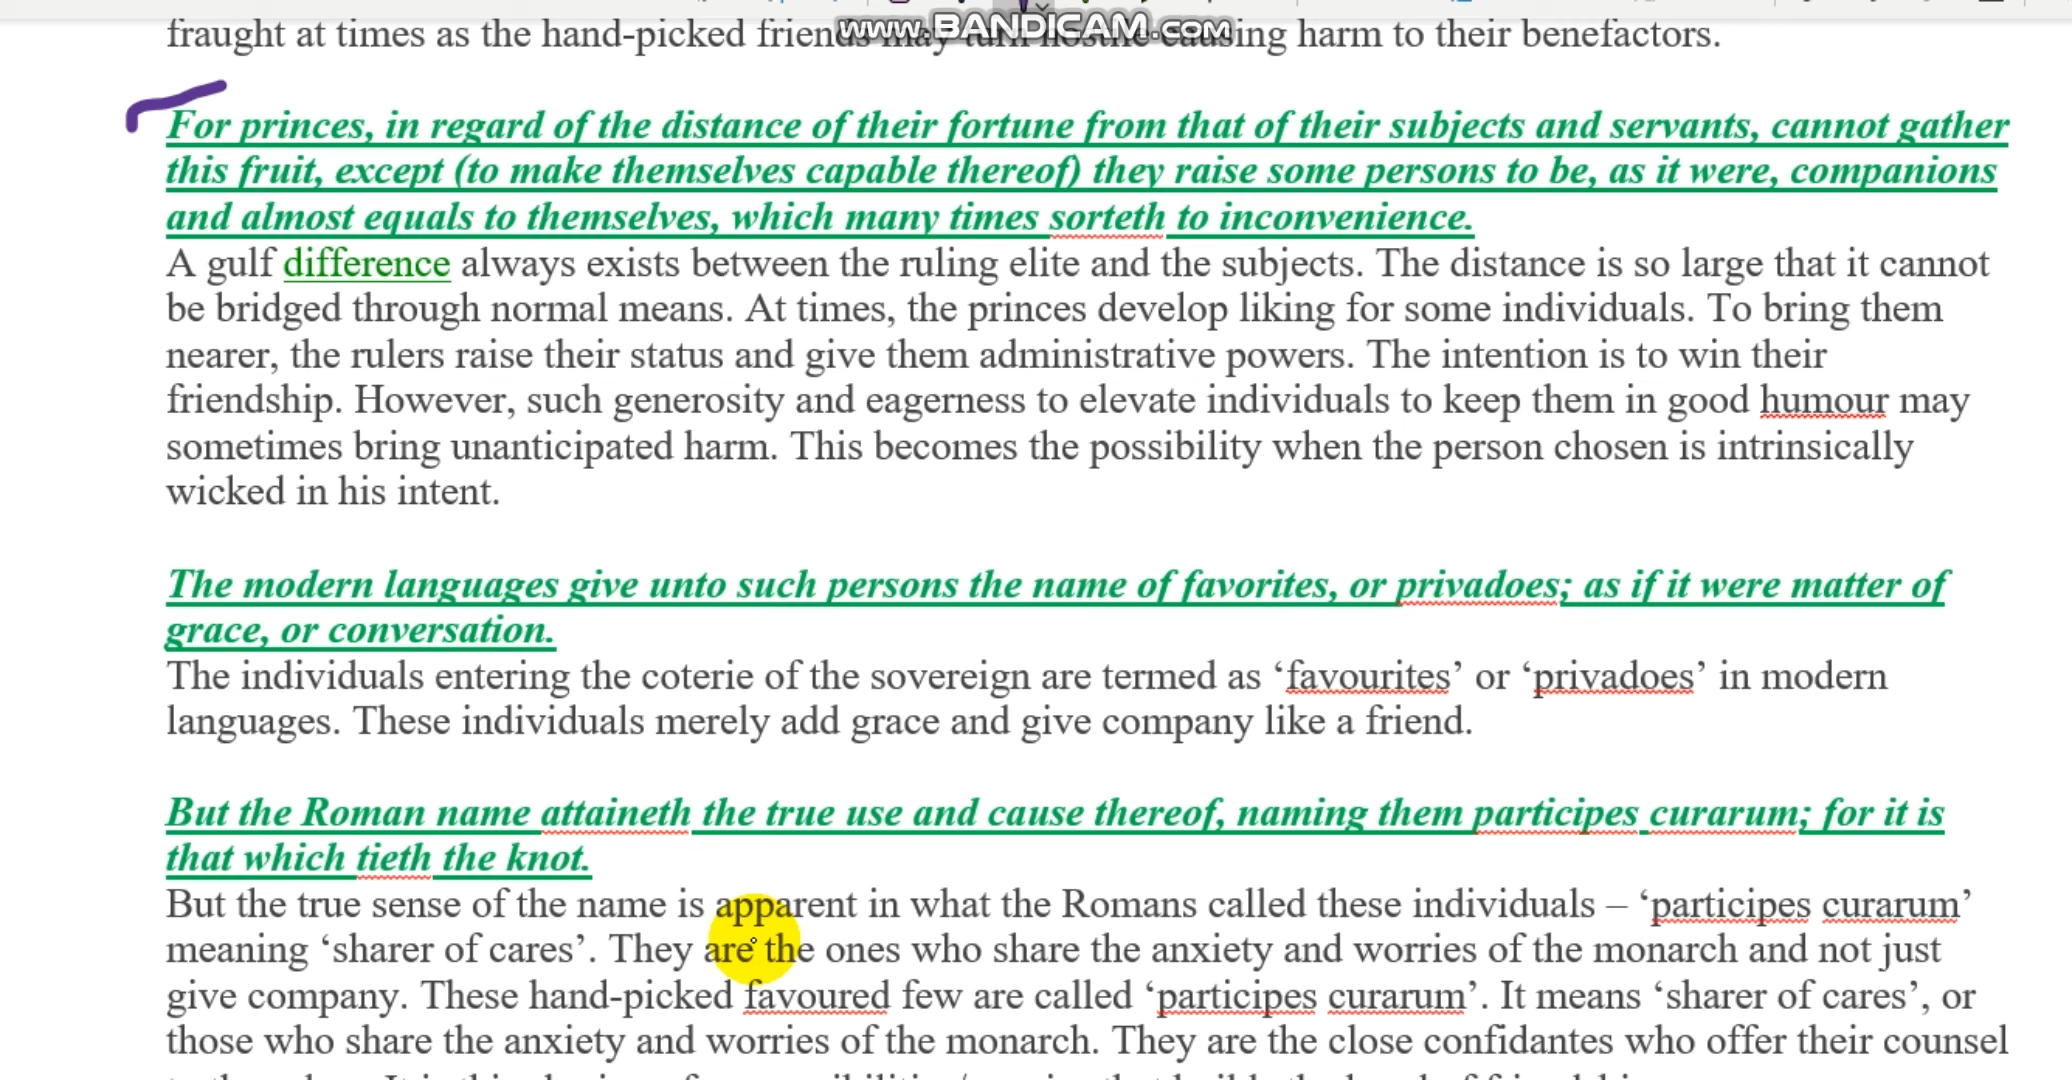 fraught at times as the hand-picked friends may turn hostile causing harm to their benefactors.
www.BANDICAM.com
For princes, in regard of the distance of their fortune from that of their subjects and servants, cannot gather
this fruit, except (to make themselves capable thereof) they raise some persons to be, as it were, companions
and almost equals to themselves, which many times sorteth to inconvenience.
A gulf difference always exists between the ruling elite and the subjects. The distance is so large that it cannot
be bridged through normal means. At times, the princes develop liking for some individuals. To bring them
nearer, the rulers raise their status and give them administrative powers. The intention is to win their
friendship. However, such generosity and eagerness to elevate individuals to keep them in good humour may
sometimes bring unanticipated harm. This becomes the possibility when the person chosen is intrinsically
wicked in his intent.
The modern languages give unto such persons the name of favorites, or privadoes; as if it were matter of
grace, or conversation.
The individuals entering the coterie of the sovereign are termed as ‘favourites’ or ‘privadoes’ in modern
languages. These individuals merely add grace and give company like a friend.
But the Roman name attaineth the true use and cause thereof, naming them participes curarum; for it is
that which tieth the knot.
But the true sense of the name is apparent in what the Romans called these individuals – ‘participes curarum’
meaning ‘sharer of cares’. They are the ones who share the anxiety and worries of the monarch and not just
give company. These hand-picked favoured few are called ‘participes curarum’. It means ‘sharer of cares’, or
those who share the anxiety and worries of the monarch. They are the close confidantes who offer their counsel